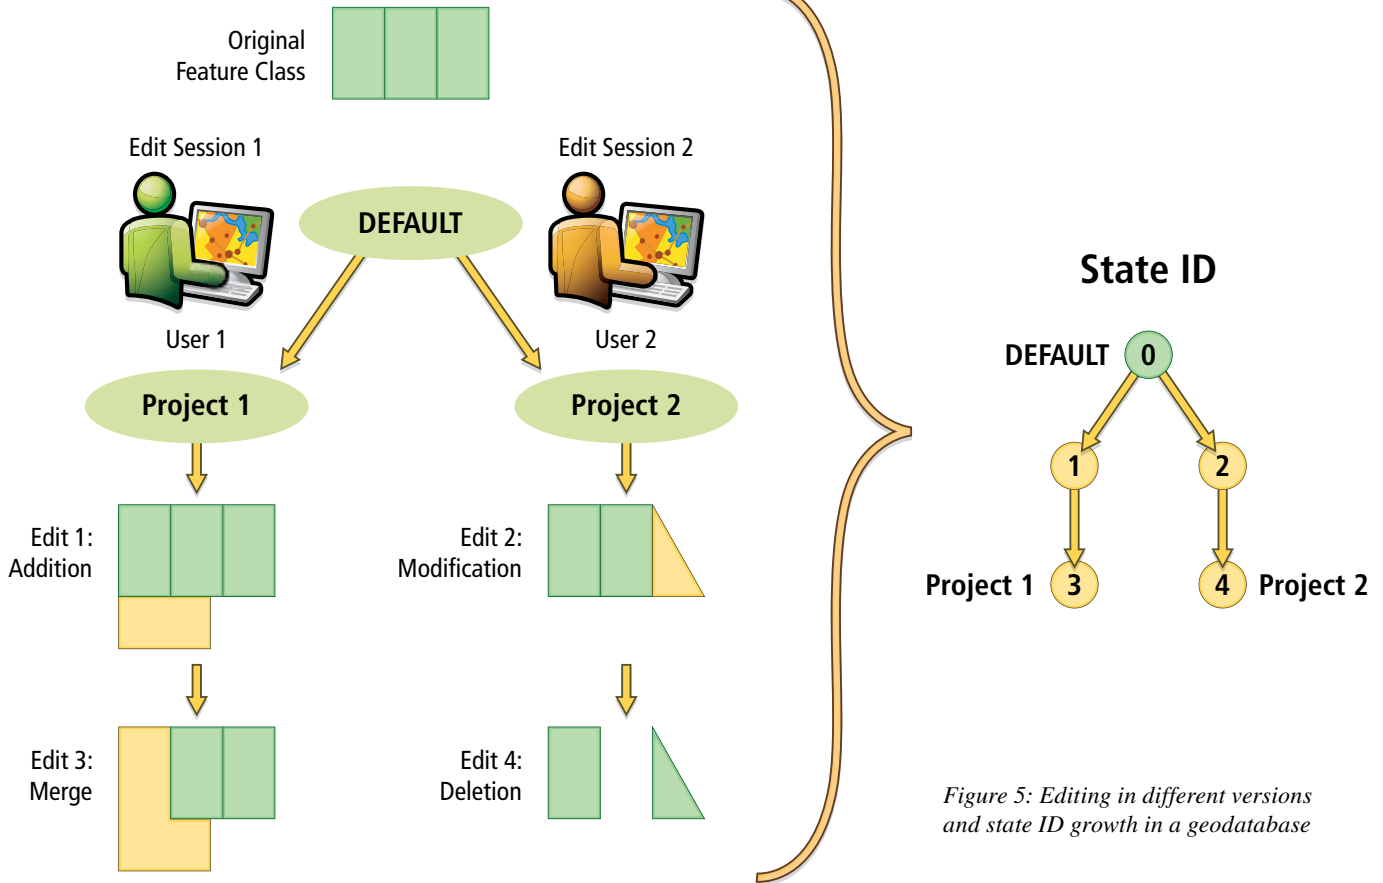 Original
Feature Class
Edit Session 1
Edit Session 2
DEFAULT
User 1
User 2
Project 1
Project 2
Edit 1:
Addition
Edit 2:
Modification
Edit 3:
Merge
Edit 4:
Deletion
State ID
DEFAULT 0
1 2
Project 1 3 4 Project 2
Figure 5: Editing in different versions
and state ID growth in a geodatabase